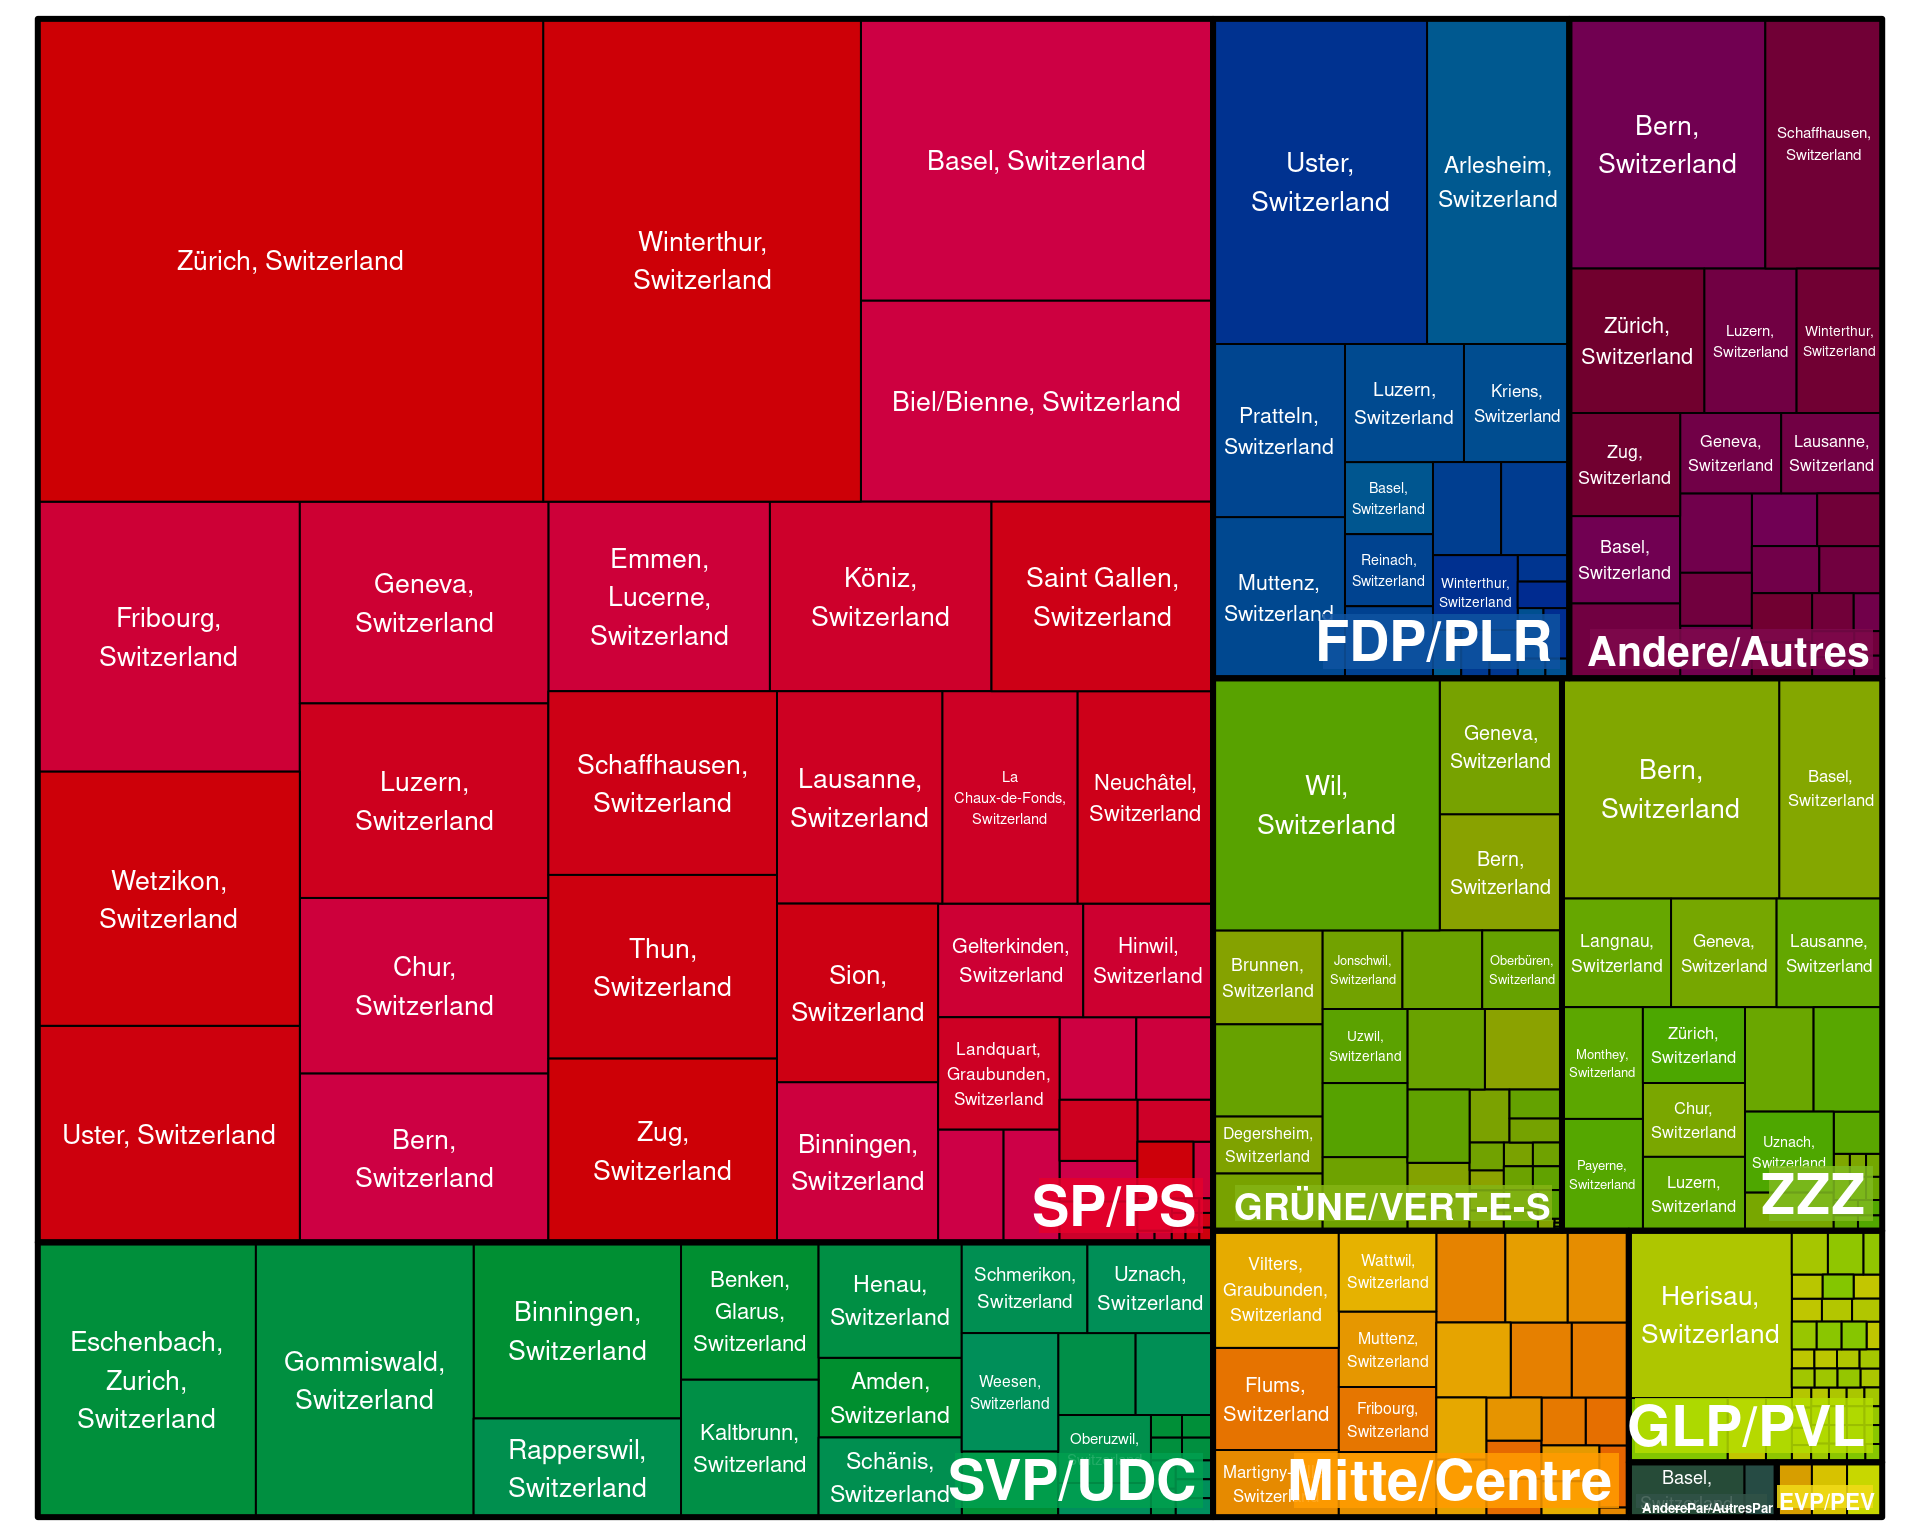 Zürich, Switzerland
Winterthur,
Switzerland
Basel, Switzerland
Biel/Bienne, Switzerland
Fribourg,
Switzerland
Geneva,
Switzerland
Emmen,
Lucerne,
Switzerland
Köniz,
Switzerland
Saint Gallen,
Switzerland
Wetzikon,
Switzerland
Luzern,
Switzerland
Schaffhausen,
Switzerland
Lausanne,
Switzerland
La
Chaux-de-Fonds,
Switzerland
Neuchâtel,
Switzerland
Chur,
Switzerland
Thun,
Switzerland
Sion,
Switzerland
Gelterkinden,
Switzerland
Hinwil,
Switzerland
Landquart,
Graubunden,
Switzerland
Uster, Switzerland
Bern,
Switzerland
Zug,
Switzerland
Binningen,
Switzerland
SP/PS
Eschenbach,
Zurich,
Switzerland
Gommiswald,
Switzerland
Binningen,
Switzerland
Rapperswil,
Switzerland
Benken,
Glarus,
Switzerland
Kaltbrunn,
Switzerland
Henau,
Switzerland
Amden,
Switzerland
Schänis,
Switzerland
Schmerikon,
Switzerland
Uznach,
Switzerland
Weesen,
Switzerland
Oberuzwil,
SVP/UDC
Uster,
Switzerland
Arlesheim,
Switzerland
Pratteln,
Switzerland
Luzern,
Switzerland
Kriens,
Switzerland
Basel,
Switzerland
Reinach,
Switzerland
Winterthur,
Switzerland
Muttenz,
Switzerland
FDP/PLR
Bern,
Switzerland
Schaffhausen,
Switzerland
Zürich,
Switzerland
Luzern,
Switzerland
Winterthur,
Switzerland
Zug,
Switzerland
Geneva,
Switzerland
Lausanne,
Switzerland
Basel,
Switzerland
Andere/Autres
Wil,
Switzerland
Geneva,
Switzerland
Bern,
Switzerland
Brunnen,
Switzerland
Jonschwil,
Switzerland
Oberbüren,
Switzerland
Uzwil,
Switzerland
Degersheim,
Switzerland
GRÜNE/VERT-E-S
Bern,
Switzerland
Basel,
Switzerland
Langnau,
Switzerland
Geneva,
Switzerland
Lausanne,
Switzerland
Monthey,
Switzerland
Zürich,
Switzerland
Chur,
Switzerland
Payerne,
Switzerland
Luzern,
Switzerland
Uznach,
Switzerland
ZZZ
Vilters,
Graubunden,
Switzerland
Wattwil,
Switzerland
Muttenz,
Switzerland
Flums,
Switzerland
Fribourg,
Switzerland
Martigny-
Mitte/Centre
Herisau,
Switzerland
GLP/PVL
Basel,
Switzerland
AnderePar/AutresPar
EVP/PEV